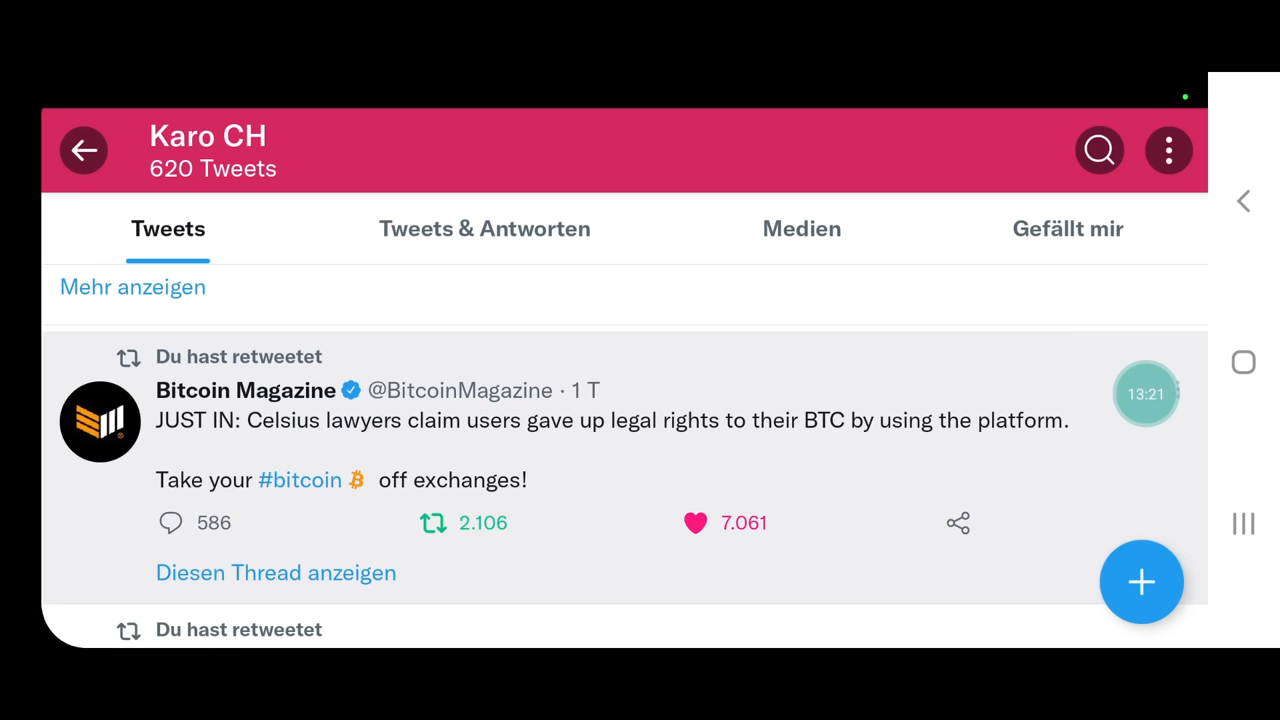 Karo CH
620 Tweets
Tweets Tweets & Antworten Medien Gefällt mir
Mehr anzeigen
Du hast retweetet
Bitcoin Magazine @BitcoinMagazine · 1 T
JUST IN: Celsius lawyers claim users gave up legal rights to their BTC by using the platform.
13:21
Take your #bitcoin off exchanges!
586 2.106 7.061
Diesen Thread anzeigen
Du hast retweetet